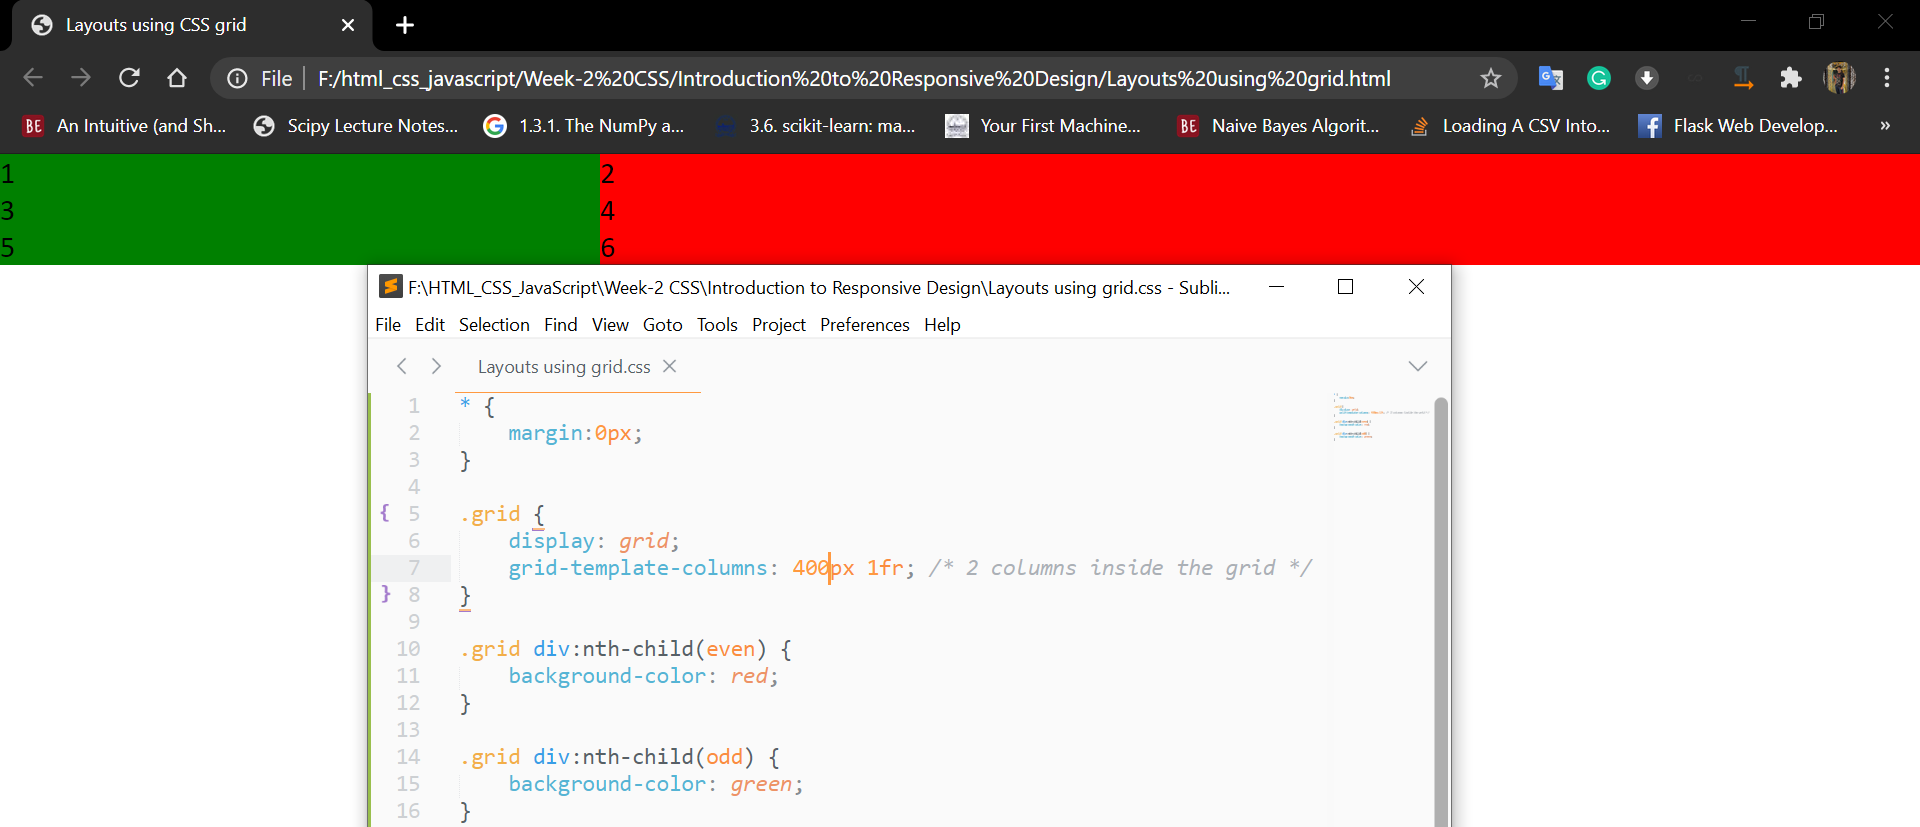 Layouts using CSS grid
File F:/html_css_javascript/Week-2%20CSS/Introduction%20to%20Responsive%20Design/Layouts%20using%20grid.html
BE An Intuitive (and Sh... Scipy Lecture Notes... 1.3.1. The NumPy a... 3.6. scikit-learn: ma... Your First Machine... BE Naive Bayes Algorit... Loading A CSV Into... Flask Web Develop... »
1 2
3 4
5 6
F:\HTML_CSS_JavaScript\Week-2 CSS\Introduction to Responsive Design\Layouts using grid.css - Subli...
File Edit Selection Find View Goto Tools Project Preferences Help
Layouts using grid.css
1 * {
2 margin:0px;
3 }
4
{ 5 .grid {
6 display: grid;
7 grid-template-columns: 400px 1fr; /* 2 columns inside the grid */
} 8 }
9
10 .grid div:nth-child(even) {
11 background-color: red;
12 }
13
14 .grid div:nth-child(odd) {
15 background-color: green;
16 }